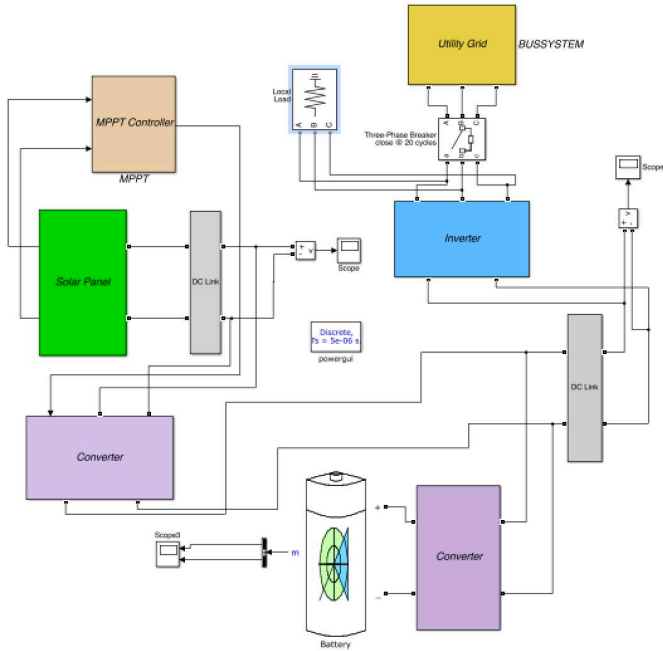 Utility Grid
BUSSYSTEM
Local
Load
A
B
C
A
B
C
Three-Phase Breaker
close @ 20 cycles
a
b
c
MPPT Controller
MPPT
Scope
+
-
v
Inverter
Solar Panel
DC Link
+
-
v
Scope
Discrete,
Ts = 5e-06 s
powergui
DC Link
Converter
Scope3
m
+
−
Converter
Battery